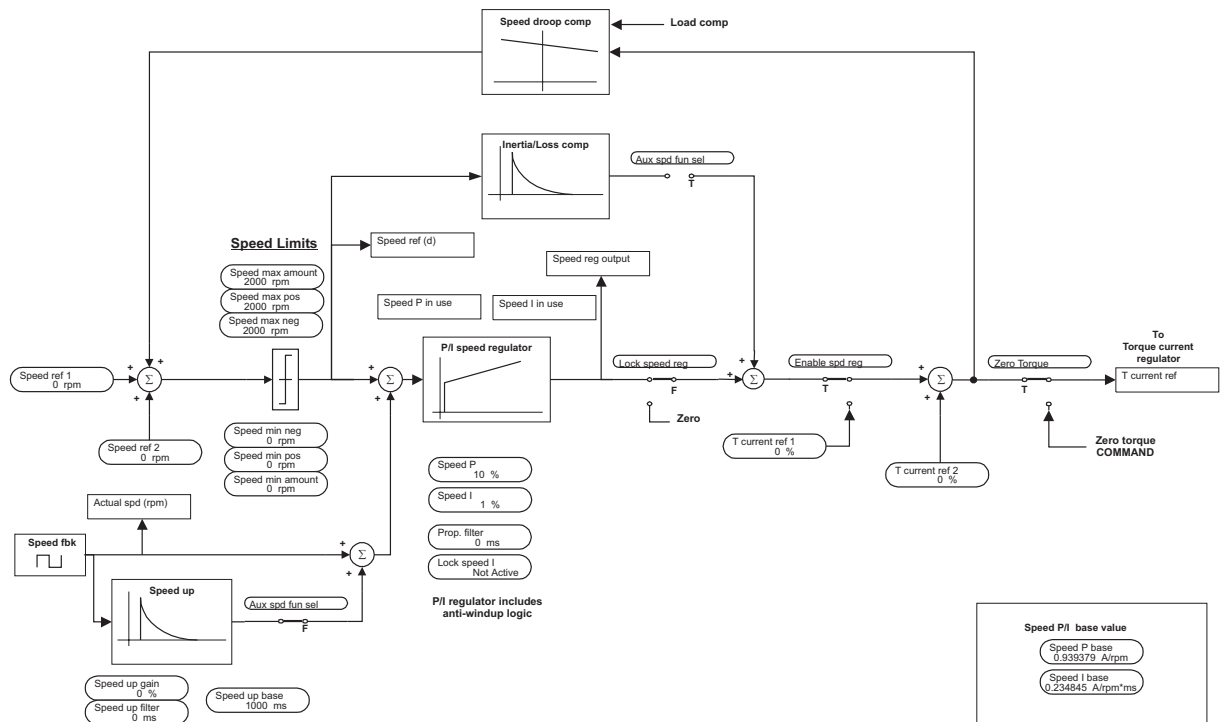 Speed droop comp
Load comp
Inertia/Loss comp
Aux spd fun sel
T
Speed Limits
Speed ref (d)
Speed reg output
Speed max amount
2000 rpm
Speed max pos
2000 rpm
Speed max neg
2000 rpm
Speed P in use
Speed I in use
P/I speed regulator
To
Torque current
regulator
Speed ref 1
0 rpm
+
+
+
Σ
+
+
Σ
Lock speed reg
F
Zero
+
+
Σ
Enable spd reg
T
+
+
Σ
Zero Torque
T
T current ref
Speed ref 2
0 rpm
Speed min neg
0 rpm
Speed min pos
0 rpm
Speed min amount
0 rpm
T current ref 1
0 %
T current ref 2
0 %
Zero torque
COMMAND
Speed P
10 %
Speed I
1 %
Prop. filter
0 ms
Lock speed I
Not Active
P/I regulator includes
anti-windup logic
Actual spd (rpm)
Speed fbk
+
+
Σ
Speed up
Aux spd fun sel
F
Speed up gain
0 %
Speed up filter
0 ms
Speed up base
1000 ms
Speed P/I base value
Speed P base
0.939379 A/rpm
Speed I base
0.234845 A/rpm*ms